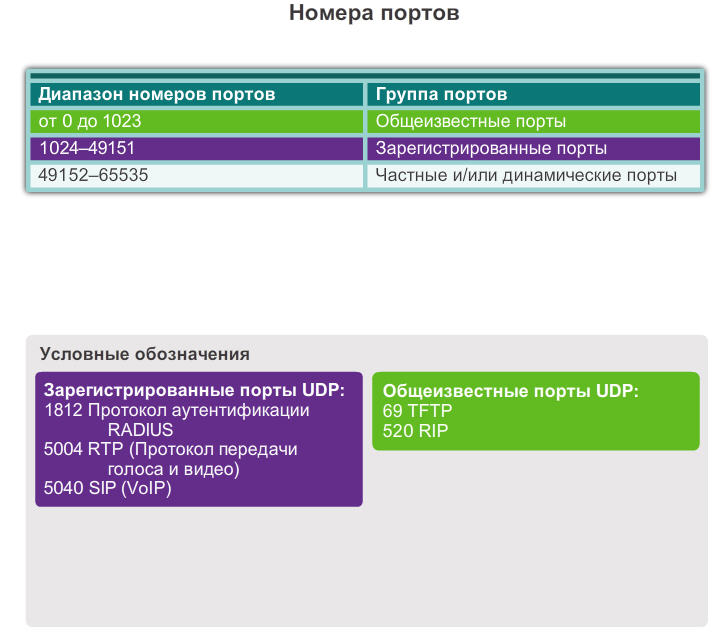 Номера портов
Диапазон номеров портов Группа портов
от 0 до 1023 Общеизвестные порты
1024–49151 Зарегистрированные порты
49152–65535 Частные и/или динамические порты
Условные обозначения
Зарегистрированные порты UDP:
1812 Протокол аутентификации
RADIUS
5004 RTP (Протокол передачи
голоса и видео)
5040 SIP (VoIP)
Общеизвестные порты UDP:
69 TFTP
520 RIP